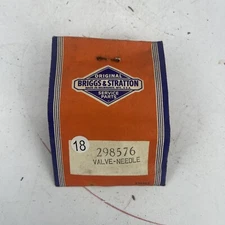 ORIGINAL
BRIGGS & STRATTON
SERVICE
PARTS
18
298576
VALVE-NEEDLE